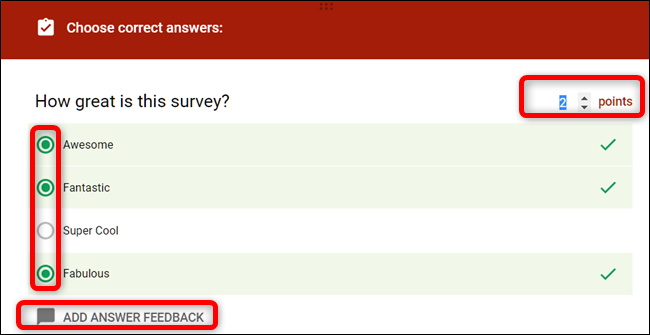 Choose correct answers:
How great is this survey?
2 points
Awesome
Fantastic
Super Cool
Fabulous
ADD ANSWER FEEDBACK